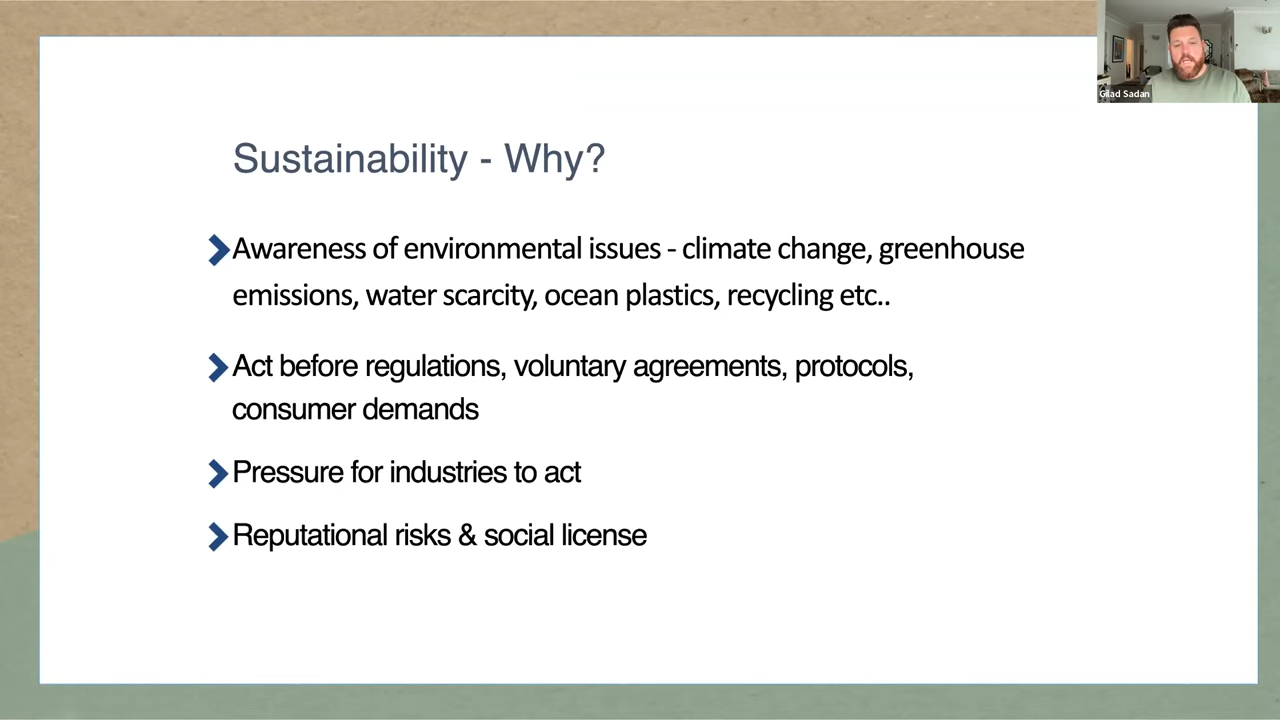 Gilad Sadan
Sustainability - Why?
Awareness of environmental issues - climate change, greenhouse
emissions, water scarcity, ocean plastics, recycling etc..
Act before regulations, voluntary agreements, protocols,
consumer demands
Pressure for industries to act
Reputational risks & social license